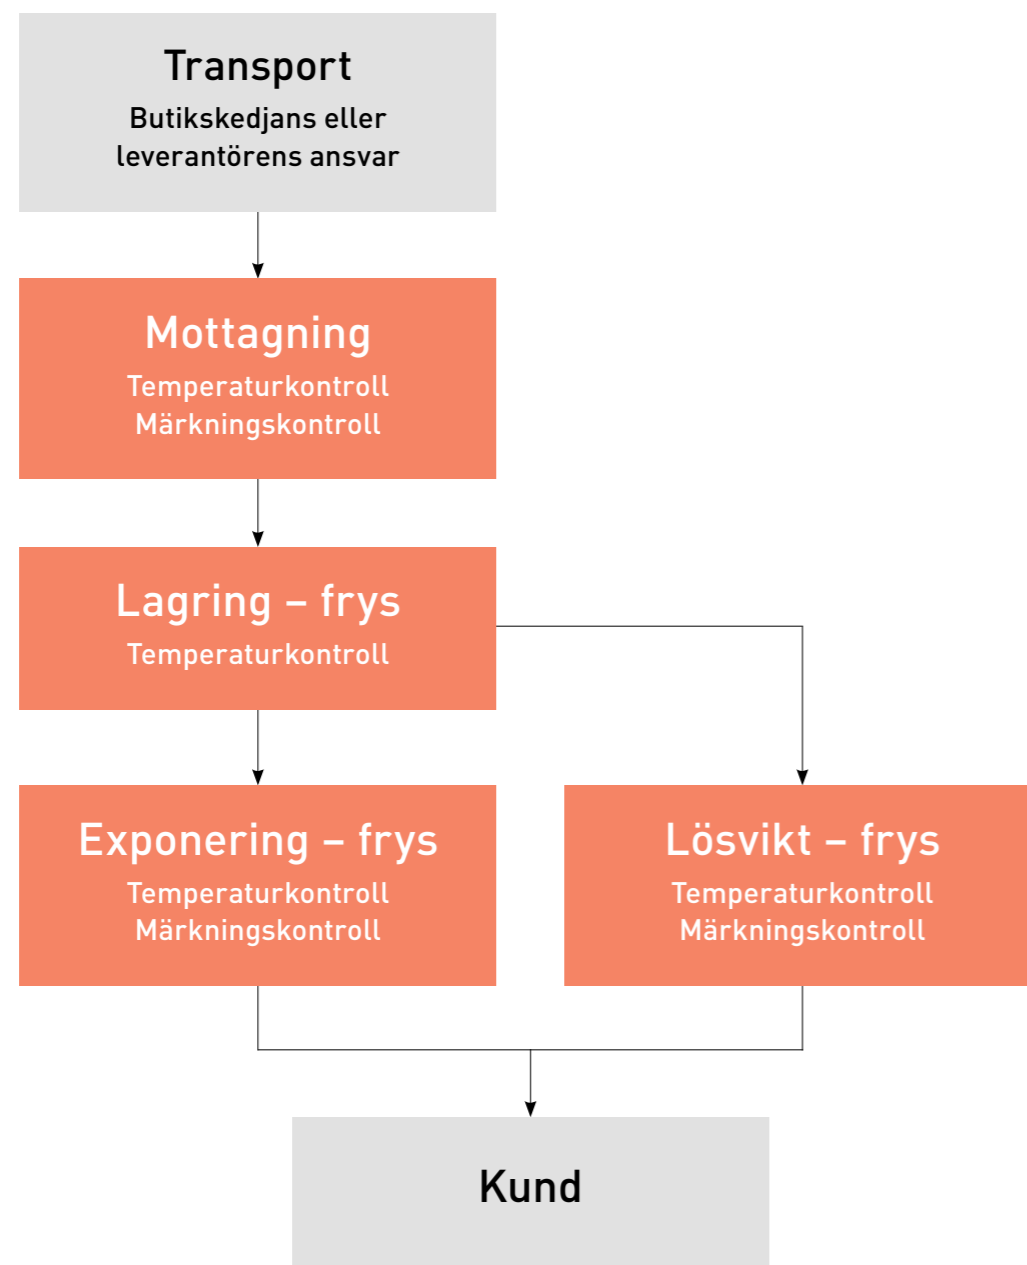 Transport
Butikskedjans eller
leverantörens ansvar
Mottagning
Temperaturkontroll
Märkningskontroll
Lagring – frys
Temperaturkontroll
Exponering – frys
Temperaturkontroll
Märkningskontroll
Lösvikt – frys
Temperaturkontroll
Märkningskontroll
Kund